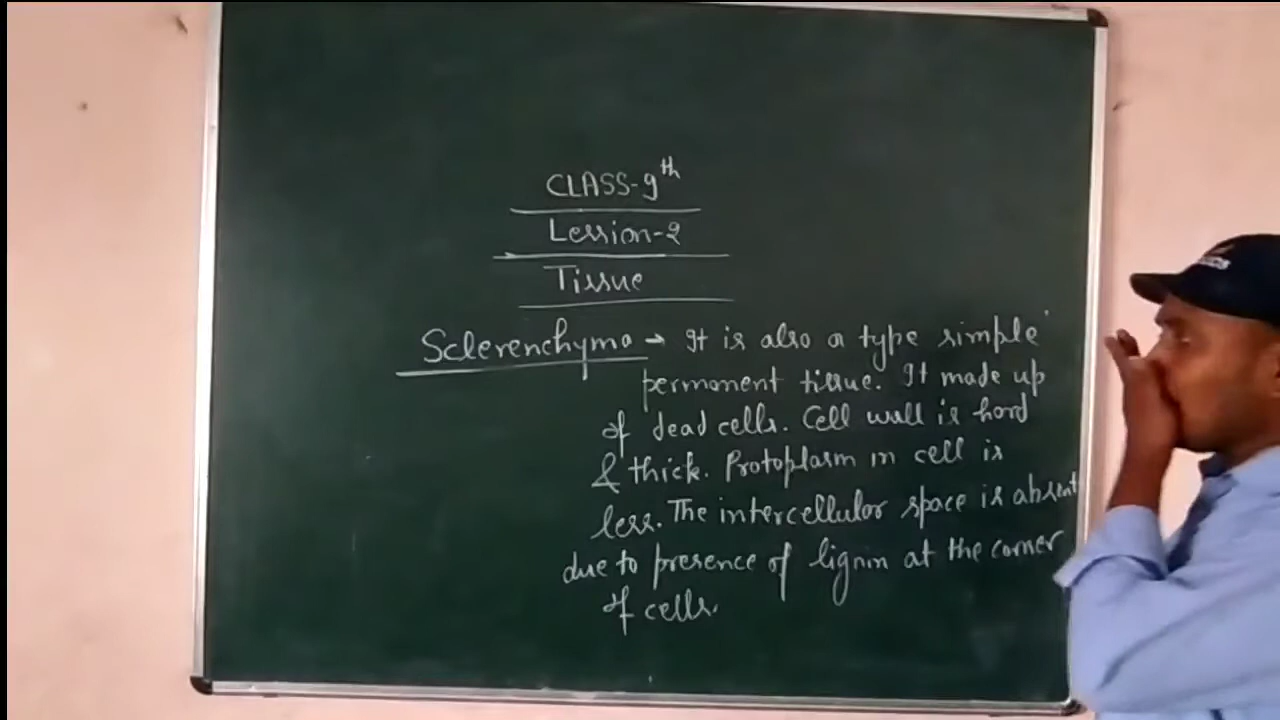 CLASS-9th
Lession-2
Tissue
Sclerenchyma → It is also a type simple
permanent tissue. It made up
of dead cells. Cell wall is hard
& thick. Protoplasm in cell is
less. The intercellular space is absent
due to presence of lignin at the corner
of cells.